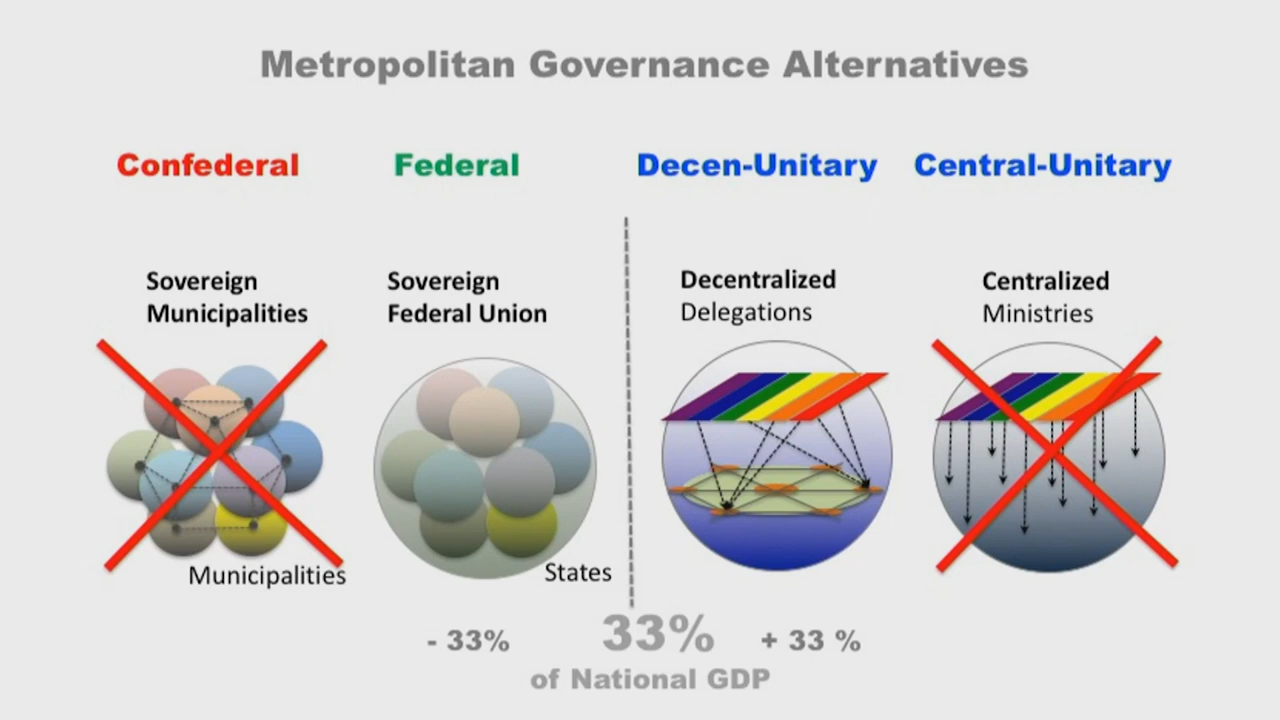 Metropolitan Governance Alternatives
Confederal
Federal
Decen-Unitary
Central-Unitary
Sovereign
Municipalities
Sovereign
Federal Union
Decentralized
Delegations
Centralized
Ministries
Municipalities
States
- 33%
33%
+ 33 %
of National GDP